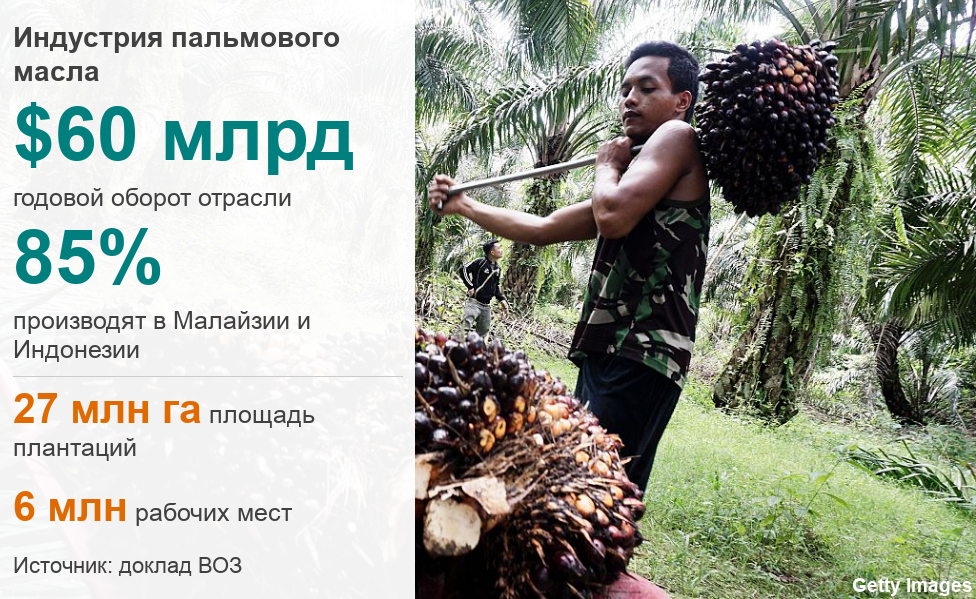 Индустрия пальмового
масла
$60 млрд
годовой оборот отрасли
85%
производят в Малайзии и
Индонезии
27 млн га площадь
плантаций
6 млн рабочих мест
Источник: доклад ВОЗ
Getty Images